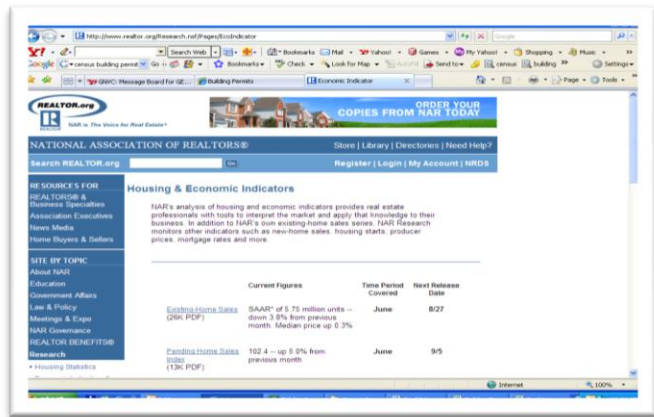 http://www.realtor.org/Research.nsf/Pages/EcoIndicator
Google
Search Web Bookmarks Mail My Yahoo! Games Shopping Music
Google census building permit Go Bookmarks Check Look for Map AutoFill Send to census building Settings
GNYC: Message Board for GE... Building Permits Economic Indicator Page Tools
REALTOR.org
REALTOR
NAR is The Voice for Real Estate
ORDER YOUR
COPIES FROM NAR TODAY
NATIONAL ASSOCIATION OF REALTORS®
Store | Library | Directories | Need Help?
Search REALTOR.org
Register | Login | My Account | NRDS
RESOURCES FOR
REALTORS® &
Business Specialties
Association Executives
News Media
Home Buyers & Sellers
SITE BY TOPIC
About NAR
Education
Government Affairs
Law & Policy
Meetings & Expo
NAR Governance
REALTOR BENEFITS®
Research
• Housing Statistics
Housing & Economic Indicators
NAR's analysis of housing and economic indicators provides real estate
professionals with tools to interpret the market and apply that knowledge to their
business. In addition to NAR's own existing-home sales series, NAR Research
monitors other indicators such as new-home sales, housing starts, producer
prices, mortgage rates and more.
Current Figures
Time Period
Covered
Next Release
Date
Existing Home Sales
(26K PDF)
SAAR* of 5.75 million units --
down 3.8% from previous
month. Median price up 0.3%
June
8/27
Pending Home Sales
Index
(13K PDF)
102.4 -- up 5.0% from
previous month
June
9/5
Internet
100%